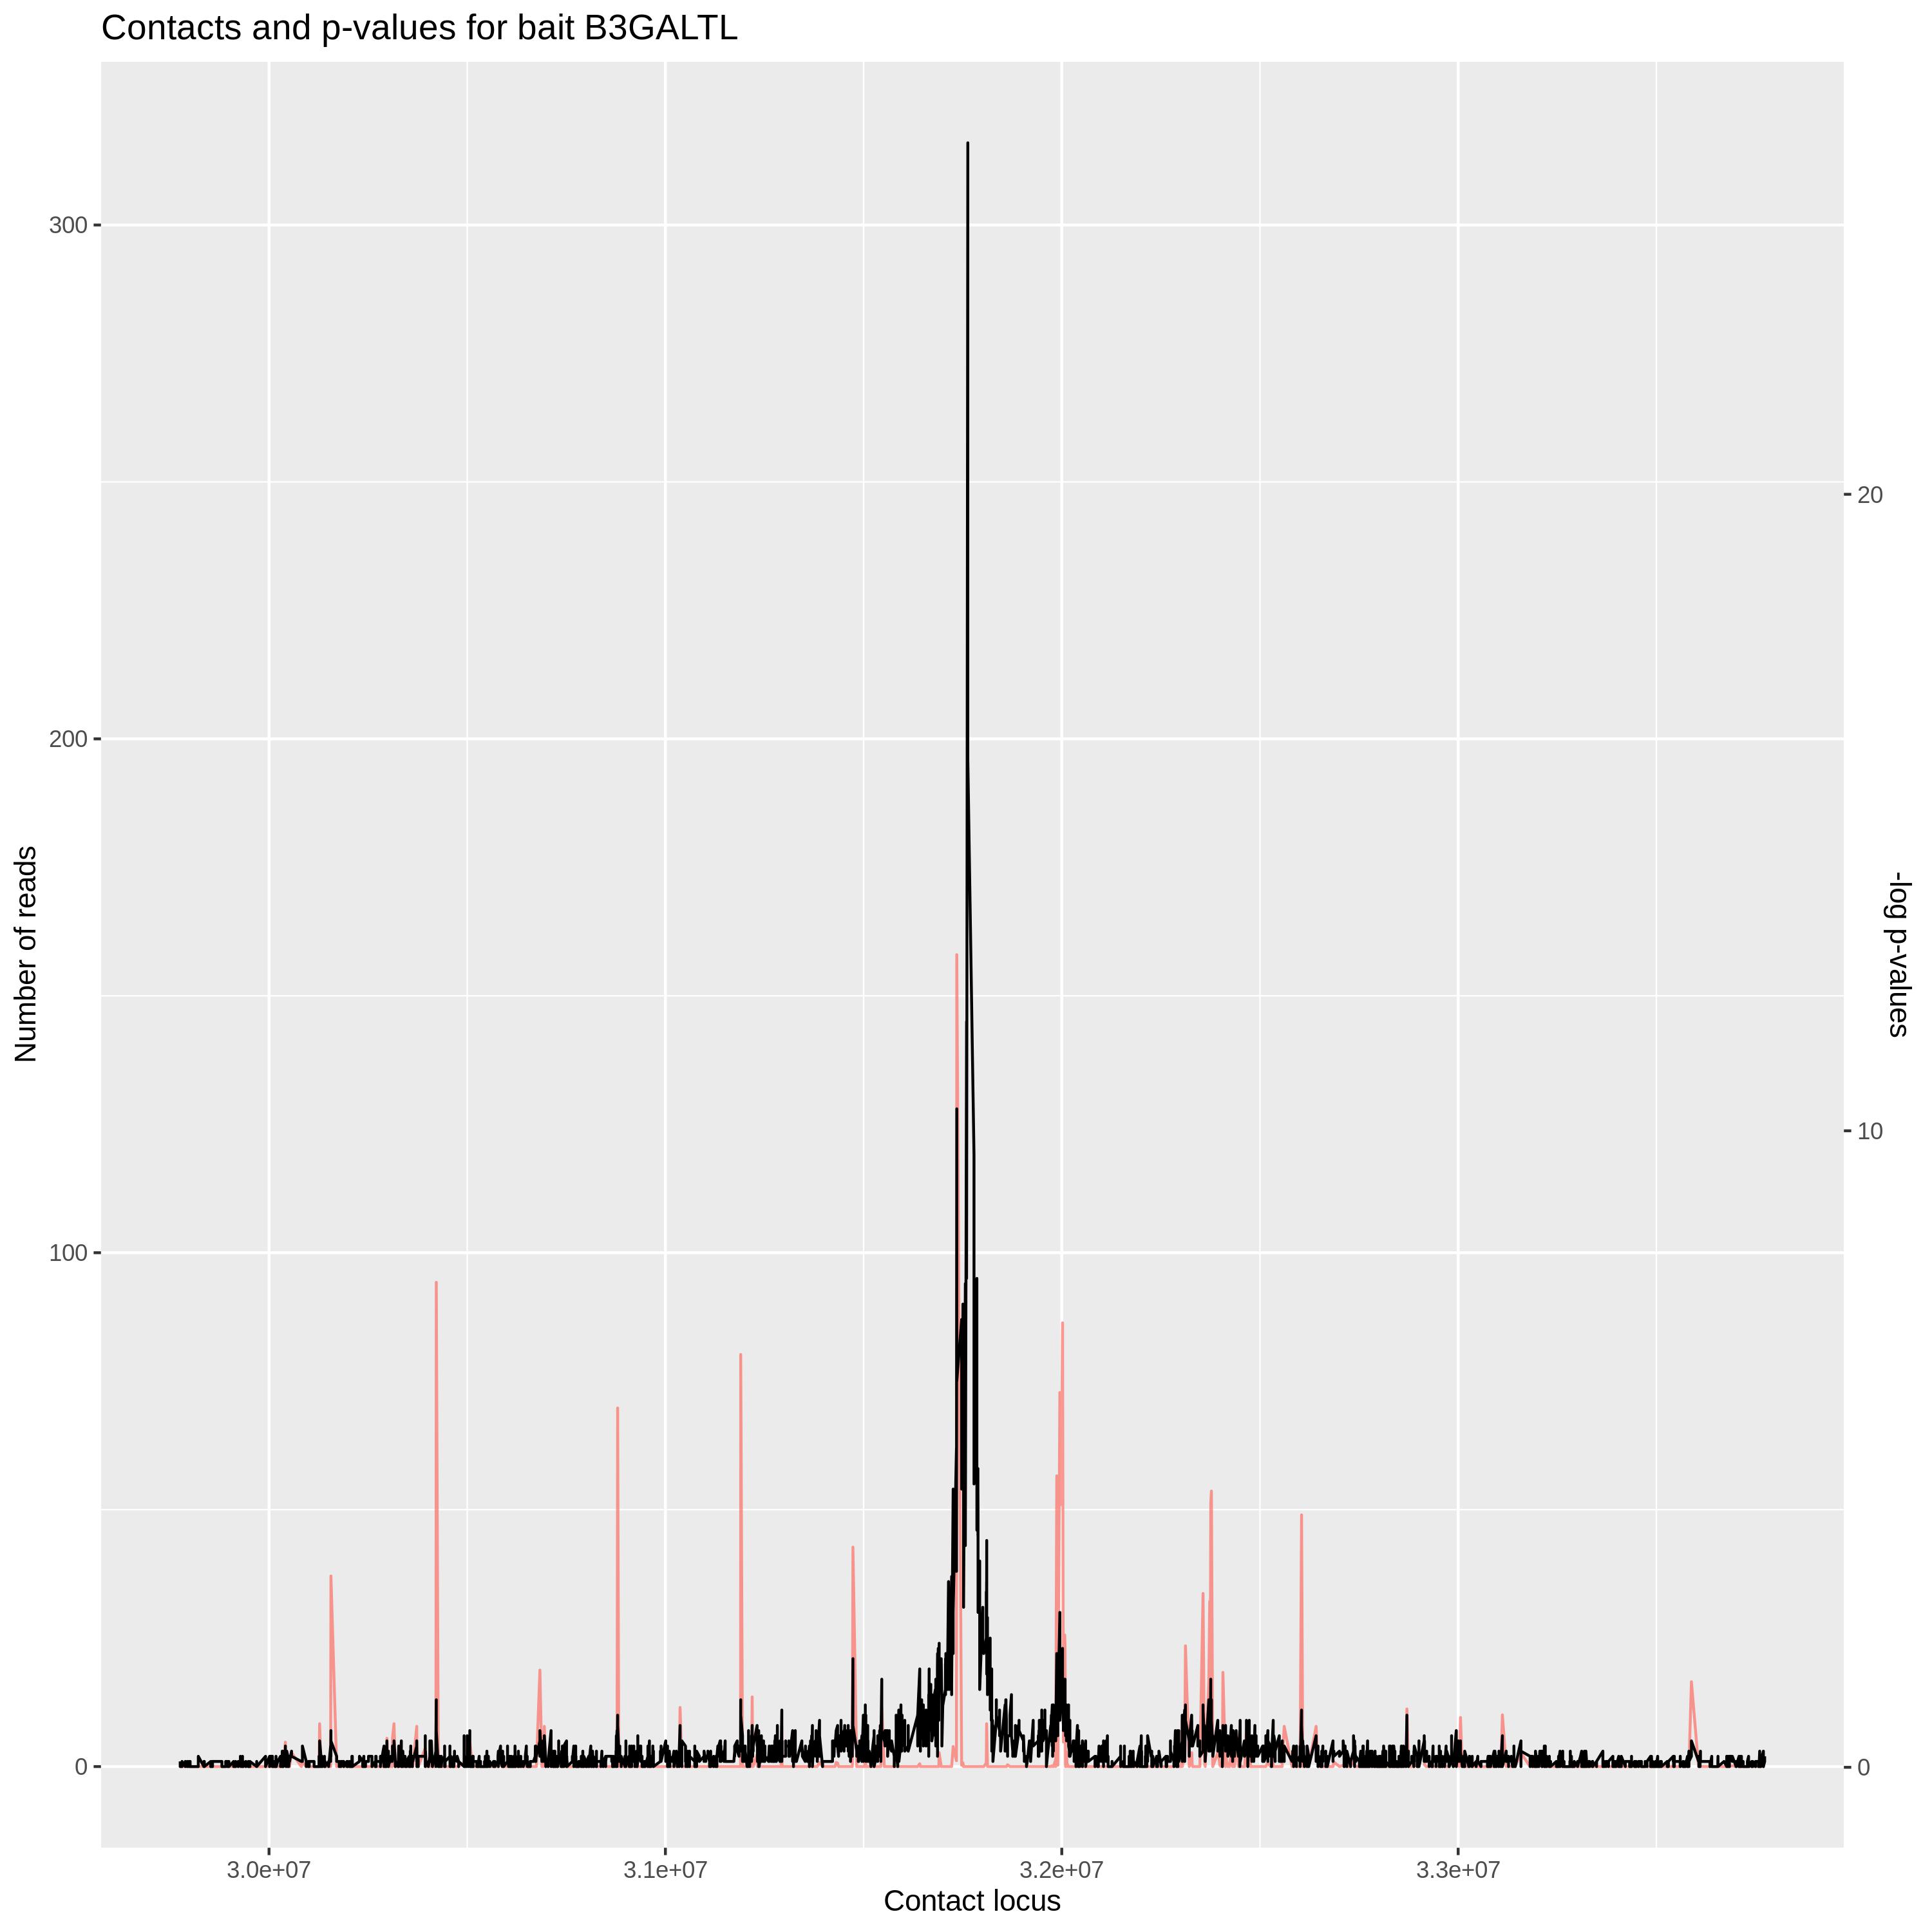 Contacts and p-values for bait B3GALTL
300
200
100
0
Number of reads
20
10
0
-log p-values
3.0e+07 3.1e+07 3.2e+07 3.3e+07
Contact locus